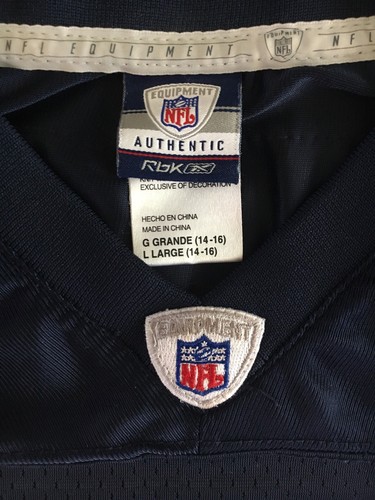 NFL EQUIPMENT
NFL
NFL
EQUIPMENT
NFL
AUTHENTIC
RBK
EXCLUSIVE OF DECORATION
HECHO EN CHINA
MADE IN CHINA
G GRANDE (14-16)
L LARGE (14-16)
EQUIPMENT
NFL